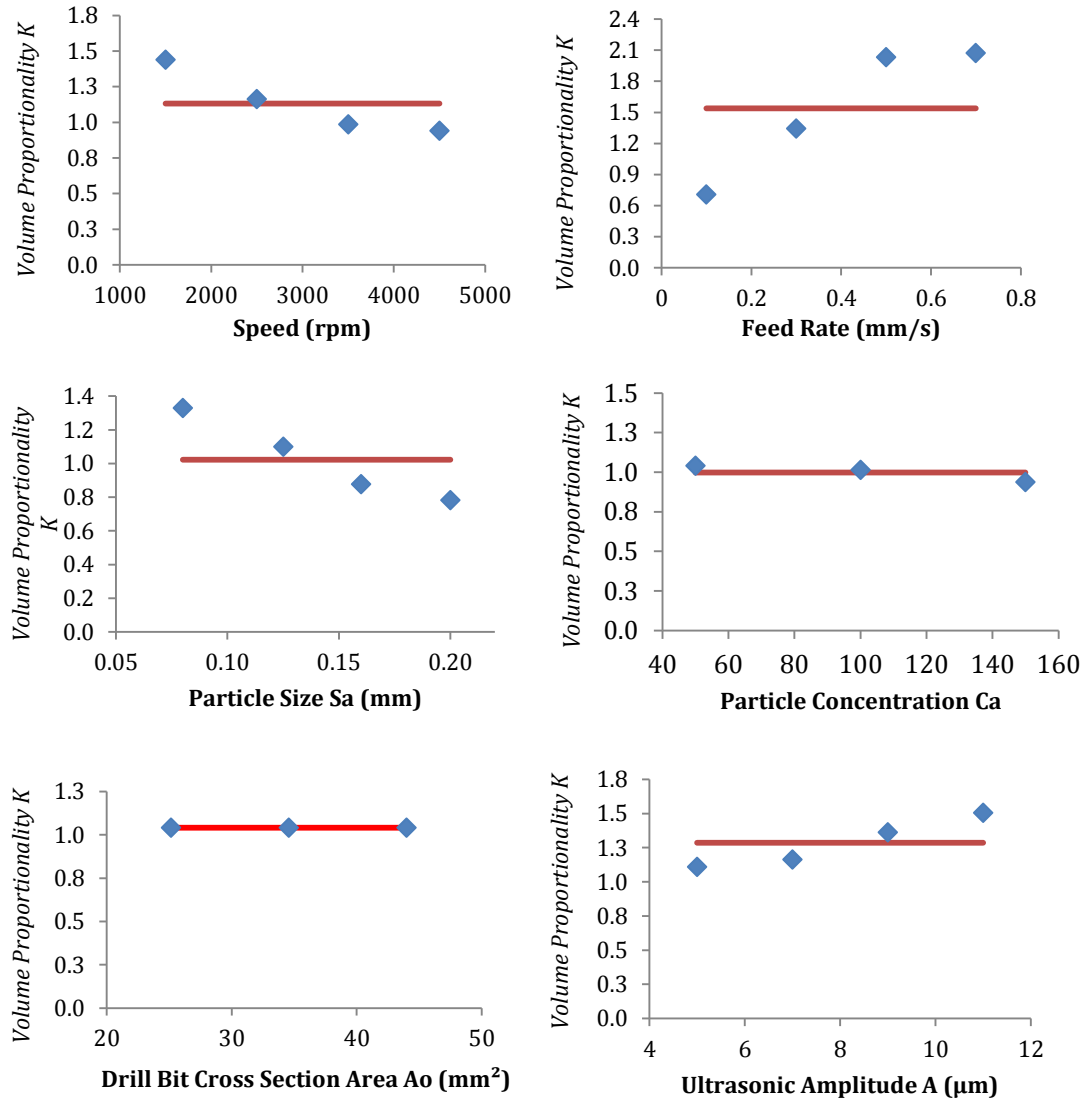 Volume Proportionality K
1.8
1.5
1.3
1.0
0.8
0.5
0.3
0.0
1000 2000 3000 4000 5000
Speed (rpm)
Volume Proportionality K
2.4
2.1
1.8
1.5
1.2
0.9
0.6
0.3
0.0
0 0.2 0.4 0.6 0.8
Feed Rate (mm/s)
Volume Proportionality
K
1.4
1.2
1.0
0.8
0.6
0.4
0.2
0.0
0.05 0.10 0.16 0.20
Particle Size Sa (mm)
Volume Proportionality K
1.5
1.3
1.0
0.8
0.5
0.3
0.0
40 60 80 100 120 140 160
Particle Concentration Ca
Volume Proportionality K
1.3
1.0
0.8
0.5
0.3
0.0
20 30 40 50
Drill Bit Cross Section Area Ao (mm²)
Volume Proportionality K
1.8
1.5
1.3
1.0
0.8
0.5
0.3
0.0
4 6 8 10 12
Ultrasonic Amplitude A (μm)